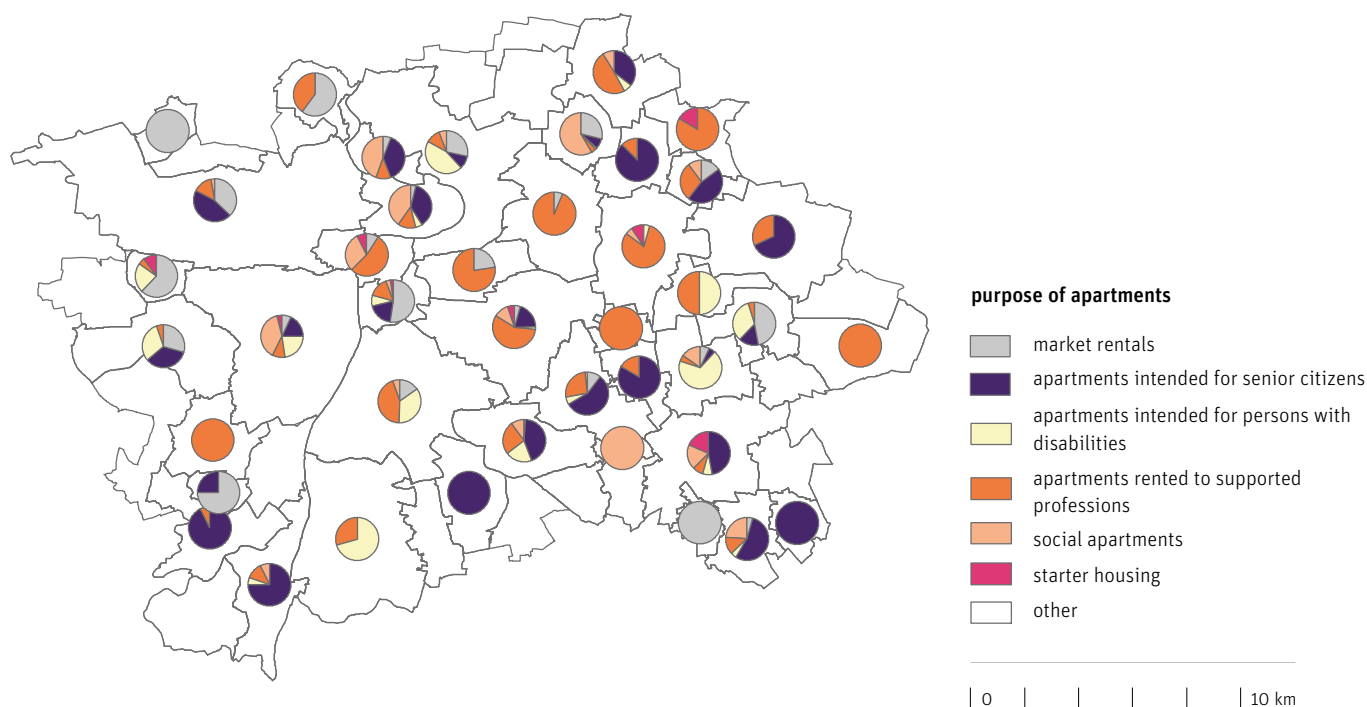 purpose of apartments
market rentals
apartments intended for senior citizens
apartments intended for persons with
disabilities
apartments rented to supported
professions
social apartments
starter housing
other
0 10 km